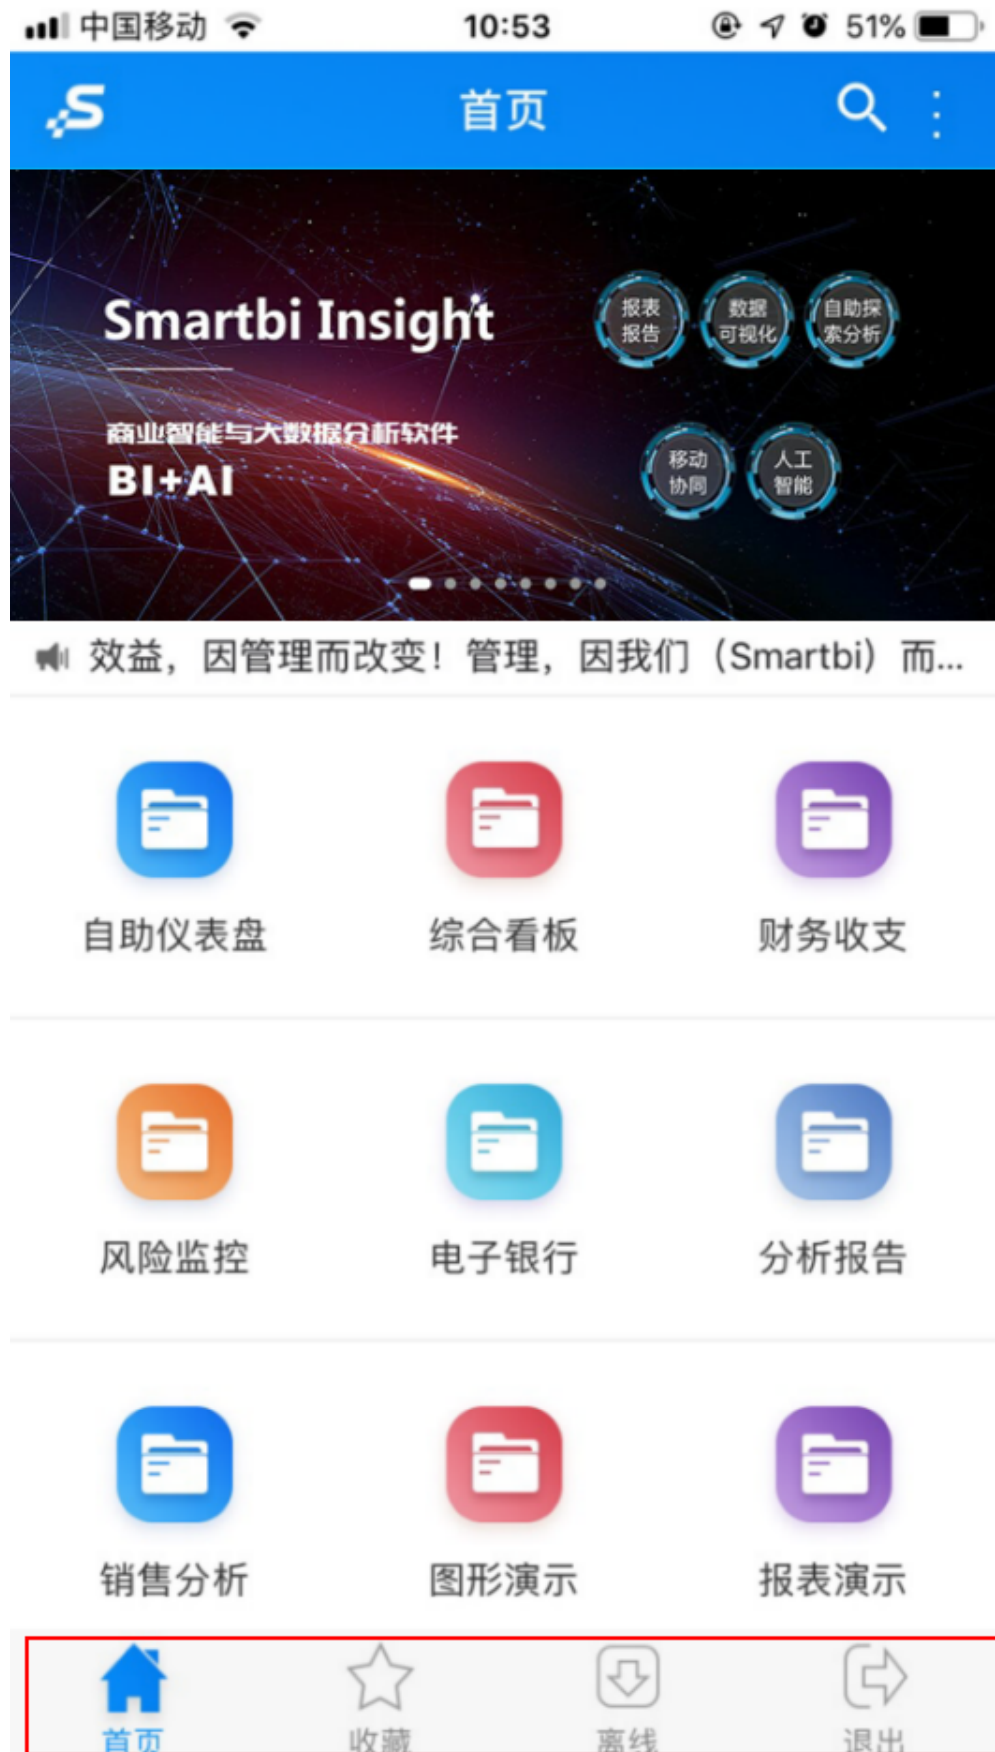 中国移动 10:53 51%
首页
Smartbi Insight
商业智能与大数据分析软件
BI+AI
报表
报告
数据
可视化
自助探
索分析
移动
协同
人工
智能
效益，因管理而改变！管理，因我们（Smartbi）而...
自助仪表盘 综合看板 财务收支
风险监控 电子银行 分析报告
销售分析 图形演示 报表演示
首页 收藏 离线 退出